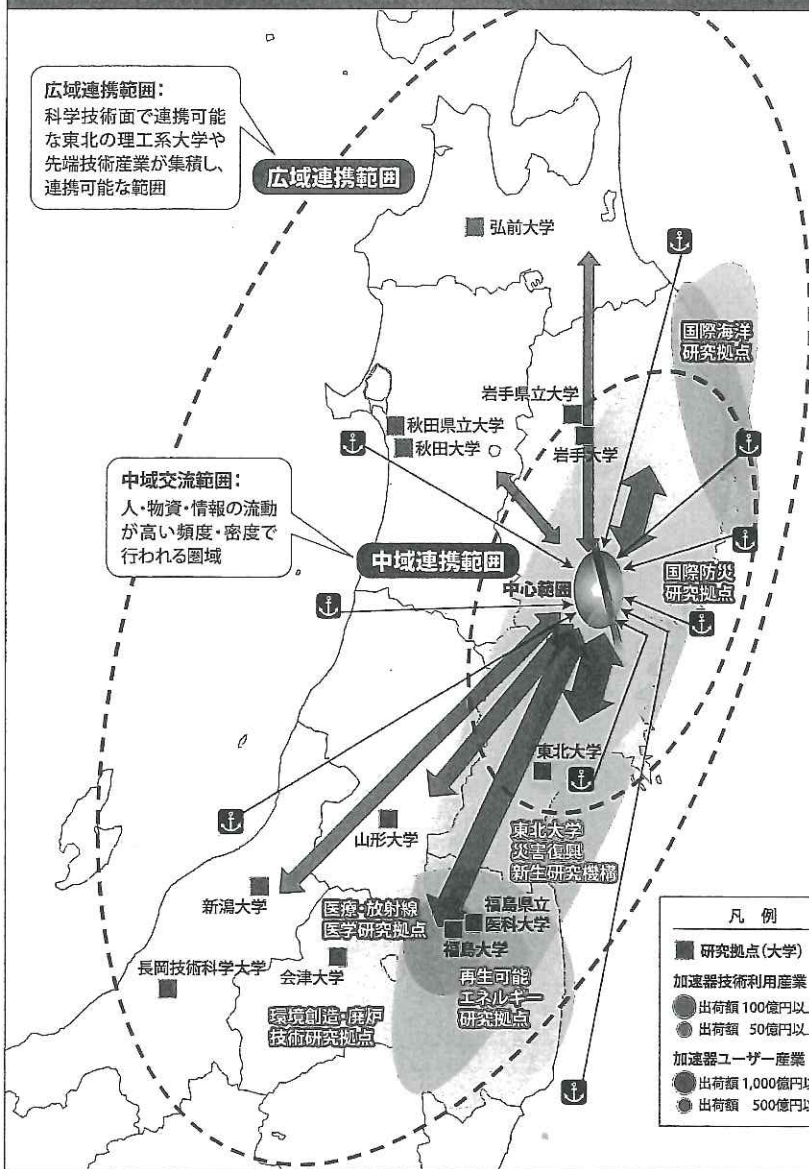 広域連携範囲：
科学技術面で連携可能
な東北の理工系大学や
先端技術産業が集積し、
連携可能な範囲
広域連携範囲
弘前大学
国際海洋
研究拠点
岩手県立大学
秋田県立大学
秋田大学
岩手大学
中域交流範囲：
人・物資・情報の流動
が高い頻度・密度で
行われる圏域
中域連携範囲
中心範囲
国際防災
研究拠点
東北大学
山形大学
東北大学
災害復興
新生研究機構
新潟大学
医療・放射線
医学研究拠点
福島県立
医科大学
福島大学
長岡技術科学大学
会津大学
再生可能
エネルギー
研究拠点
環境創造・廃炉
技術研究拠点
凡 例
研究拠点(大学)
加速器技術利用産業
出荷額 100億円以
出荷額 50億円以
加速器ユーザー産業
出荷額 1,000億円以
出荷額 500億円以